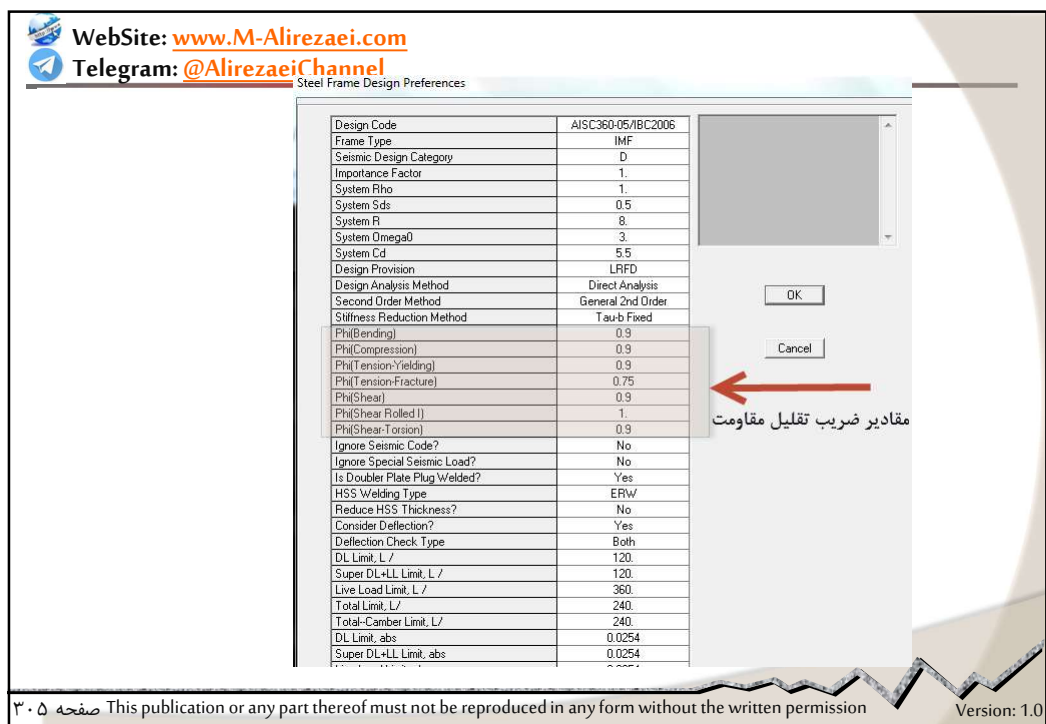 WebSite: www.M-Alirezaei.com
Telegram: @AlirezaeiChannel
Steel Frame Design Preferences
Design Code AISC360-05/IBC2006
Frame Type IMF
Seismic Design Category D
Importance Factor 1.
System Rho 1.
System Sds 0.5
System R 8.
System Omega0 3.
System Cd 5.5
Design Provision LRFD
Design Analysis Method Direct Analysis
Second Order Method General 2nd Order
Stiffness Reduction Method Tau-b Fixed
Phi(Bending) 0.9
Phi(Compression) 0.9
Phi(Tension-Yielding) 0.9
Phi(Tension-Fracture) 0.75
Phi(Shear) 0.9
Phi(Shear Rolled I) 1.
Phi(Shear-Torsion) 0.9
Ignore Seismic Code? No
Ignore Special Seismic Load? No
Is Doubler Plate Plug Welded? Yes
HSS Welding Type ERW
Reduce HSS Thickness? No
Consider Deflection? Yes
Deflection Check Type Both
DL Limit, L / 120.
Super DL+LL Limit, L / 120.
Live Load Limit, L / 360.
Total Limit, L/ 240.
Total--Camber Limit, L/ 240.
DL Limit, abs 0.0254
Super DL+LL Limit, abs 0.0254
OK
Cancel
مقادیر ضریب تقلیل مقاومت
صفحه ۳۰۵ This publication or any part thereof must not be reproduced in any form without the written permission
Version: 1.0